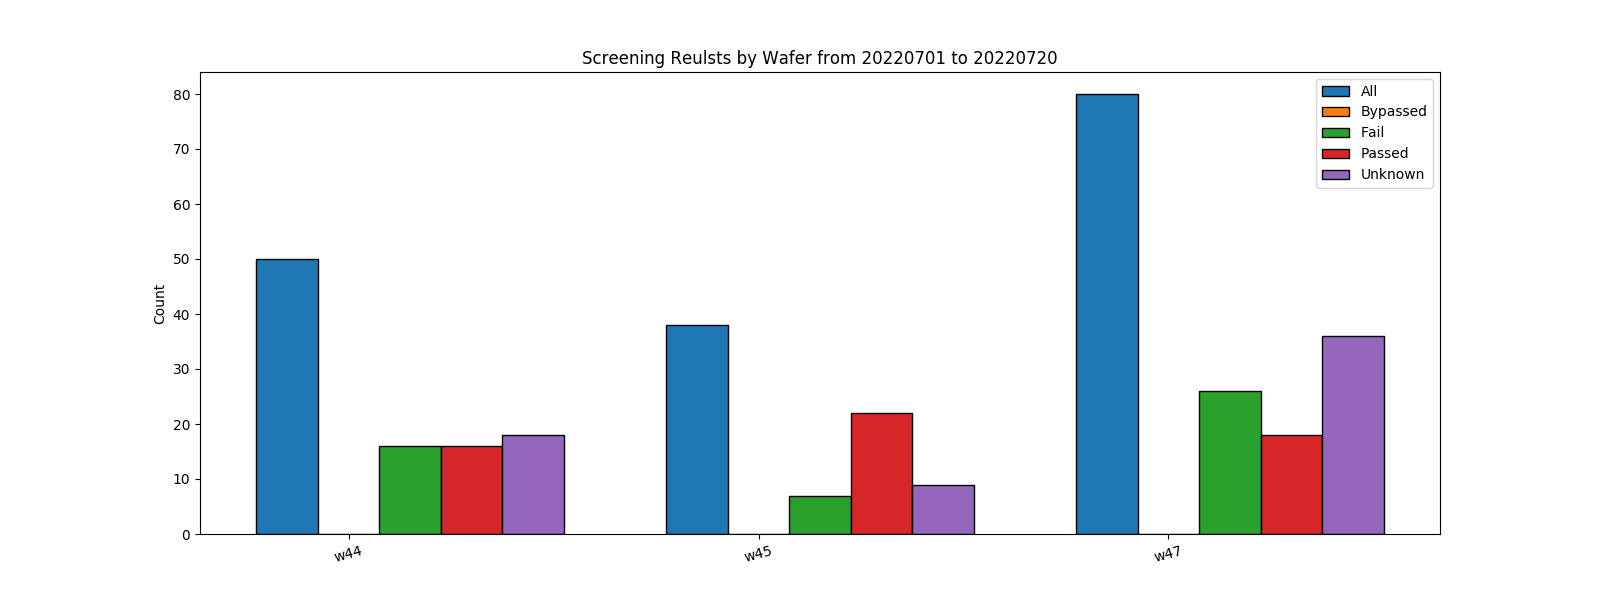 Screening Reulsts by Wafer from 20220701 to 20220720
80
70
60
50
40
30
20
10
0
Count
All
Bypassed
Fail
Passed
Unknown
w44
w45
w47